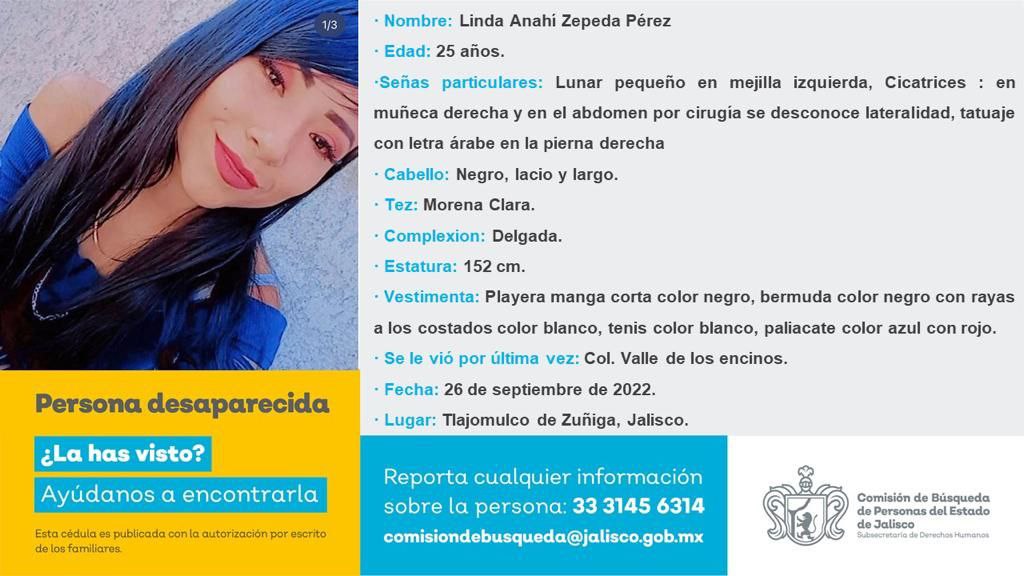 1/3
· Nombre: Linda Anahí Zepeda Pérez
· Edad: 25 años.
·Señas particulares: Lunar pequeño en mejilla izquierda, Cicatrices : en
muñeca derecha y en el abdomen por cirugía se desconoce lateralidad, tatuaje
con letra árabe en la pierna derecha
· Cabello: Negro, lacio y largo.
· Tez: Morena Clara.
· Complexion: Delgada.
· Estatura: 152 cm.
· Vestimenta: Playera manga corta color negro, bermuda color negro con rayas
a los costados color blanco, tenis color blanco, paliacate color azul con rojo.
· Se le vió por última vez: Col. Valle de los encinos.
· Fecha: 26 de septiembre de 2022.
· Lugar: Tlajomulco de Zuñiga, Jalisco.
Persona desaparecida
¿La has visto?
Ayúdanos a encontrarla
Esta cédula es publicada con la autorización por escrito
de los familiares.
Reporta cualquier información
sobre la persona: 33 3145 6314
comisiondebusqueda@jalisco.gob.mx
Comisión de Búsqueda
de Personas del Estado
de Jalisco
Subsecretaría de Derechos Humanos